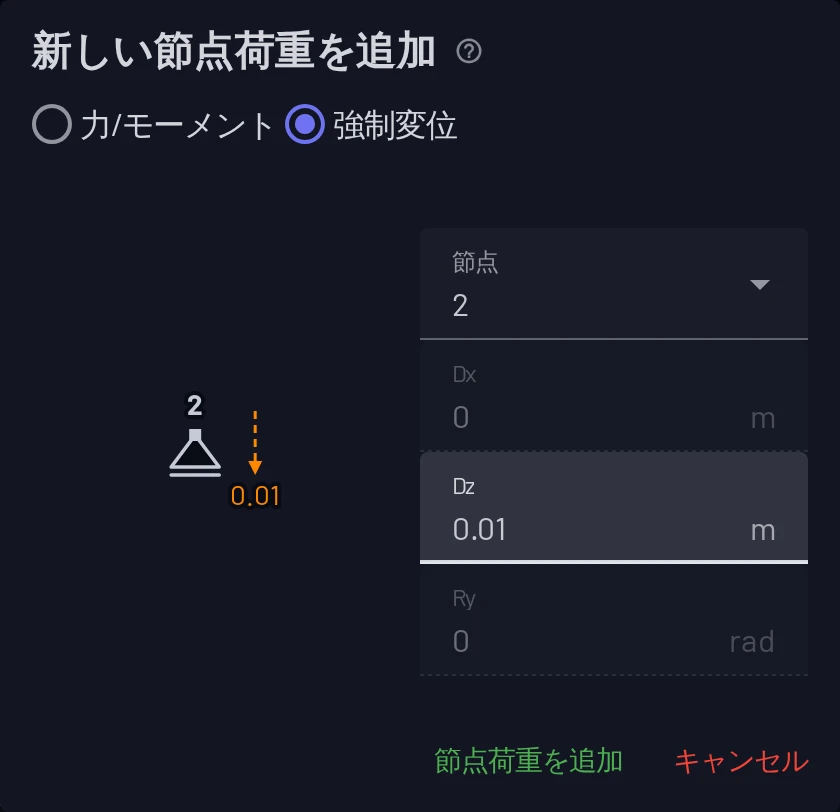 新しい節点荷重を追加 ?
力/モーメント 強制変位
節点
2
Dx
0 m
2
0.01
Dz
0.01 m
Ry
0 rad
節点荷重を追加 キャンセル